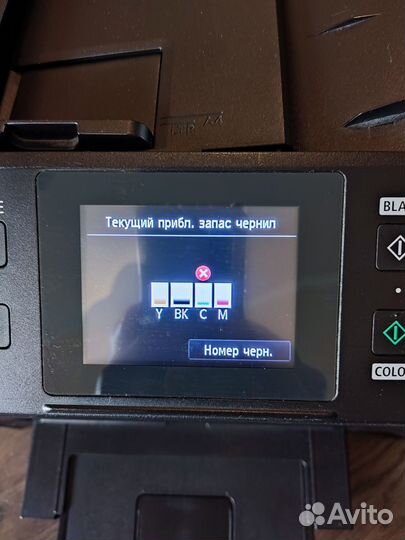 BLA
E
Текущий прибл. запас чернил
Y BK C M
Номер черн.
COLO
Avito